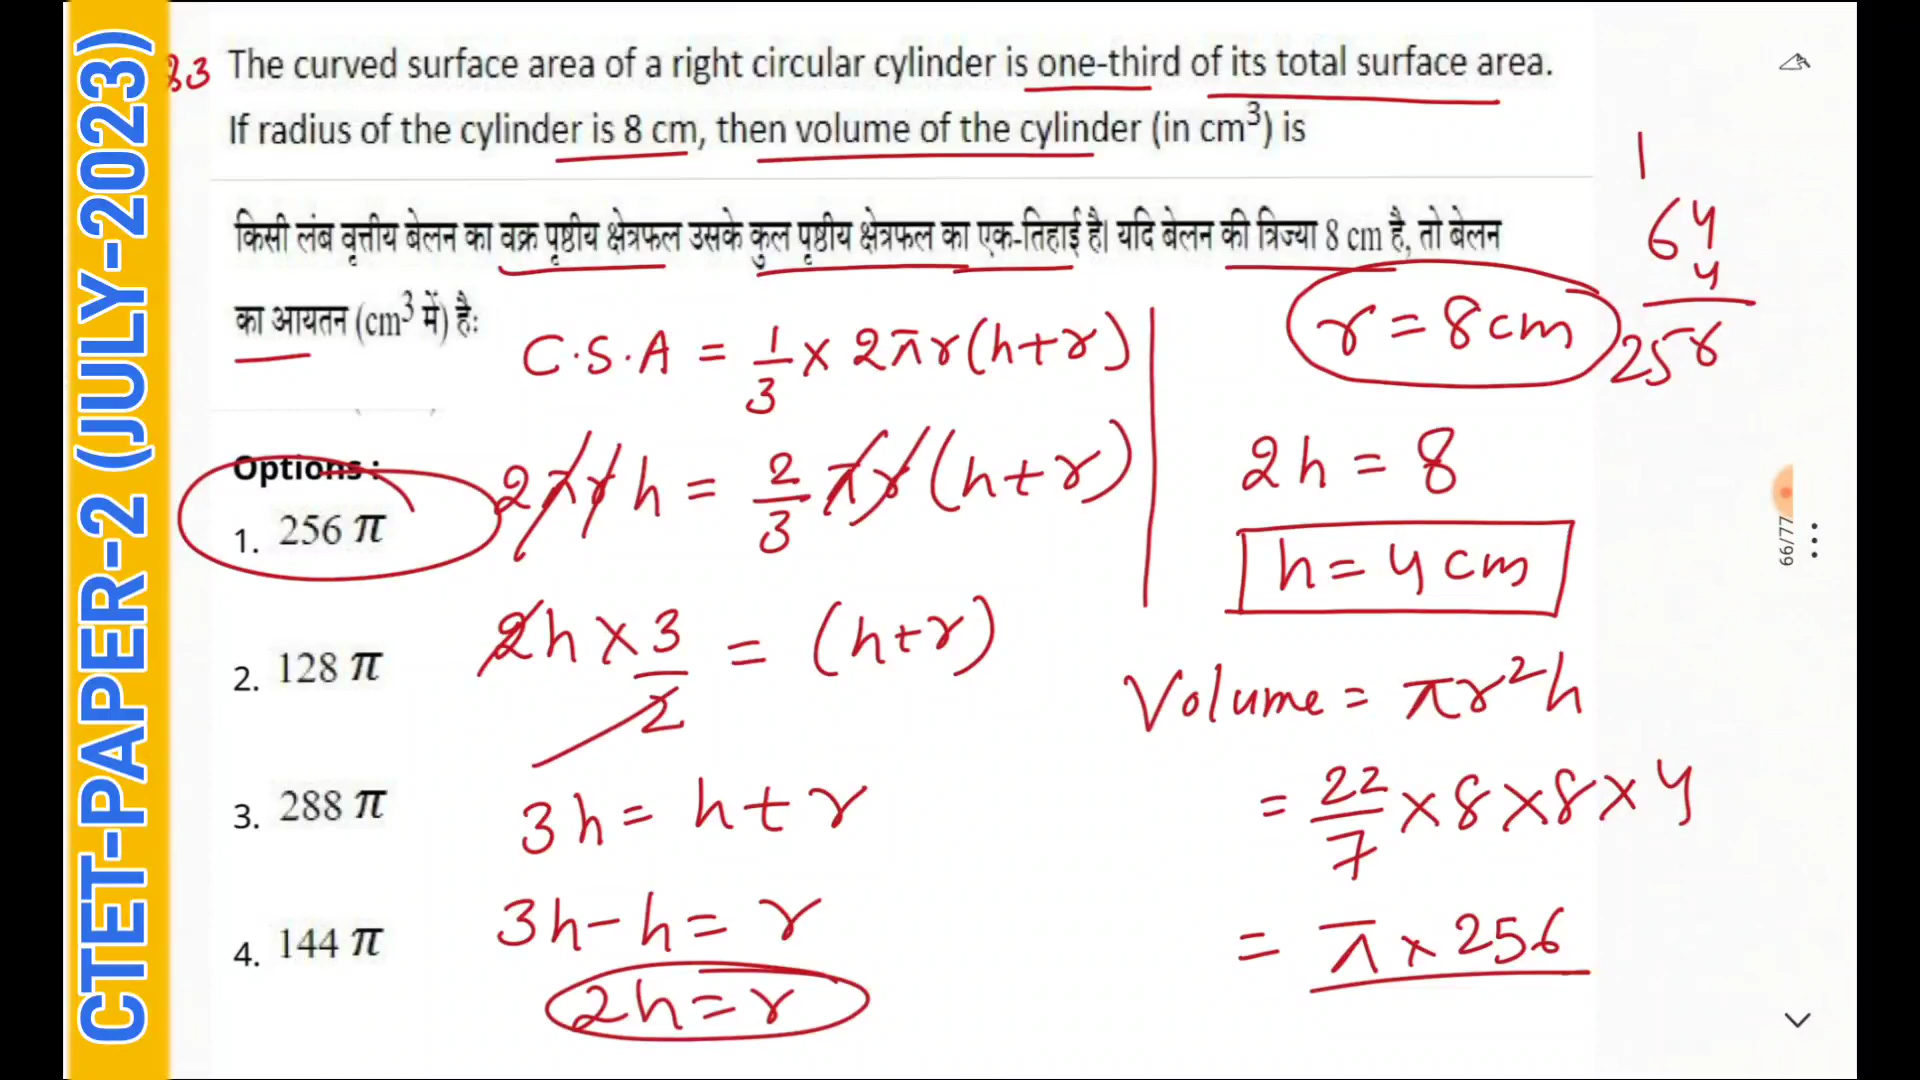 CTET-PAPER-2 (JULY-2023)
33 The curved surface area of a right circular cylinder is one-third of its total surface area.
If radius of the cylinder is 8 cm, then volume of the cylinder (in cm³) is
किसी लंब वृत्तीय बेलन का वक्र पृष्ठीय क्षेत्रफल उसके कुल पृष्ठीय क्षेत्रफल का एक-तिहाई है। यदि बेलन की त्रिज्या 8 cm है, तो बेलन
का आयतन (cm³ में) है:
Options :
1. 256 π
2. 128 π
3. 288 π
4. 144 π
C.S.A = 1/3 × 2πr(h+r)
2πrh = 2/3 πr(h+r)
2h × 3/2 = (h+r)
3h = h+r
3h-h = r
2h = r
r = 8cm
2h = 8
h = 4cm
Volume = πr²h
= 22/7 × 8 × 8 × 4
= π × 256
1
64
4
256
66/77